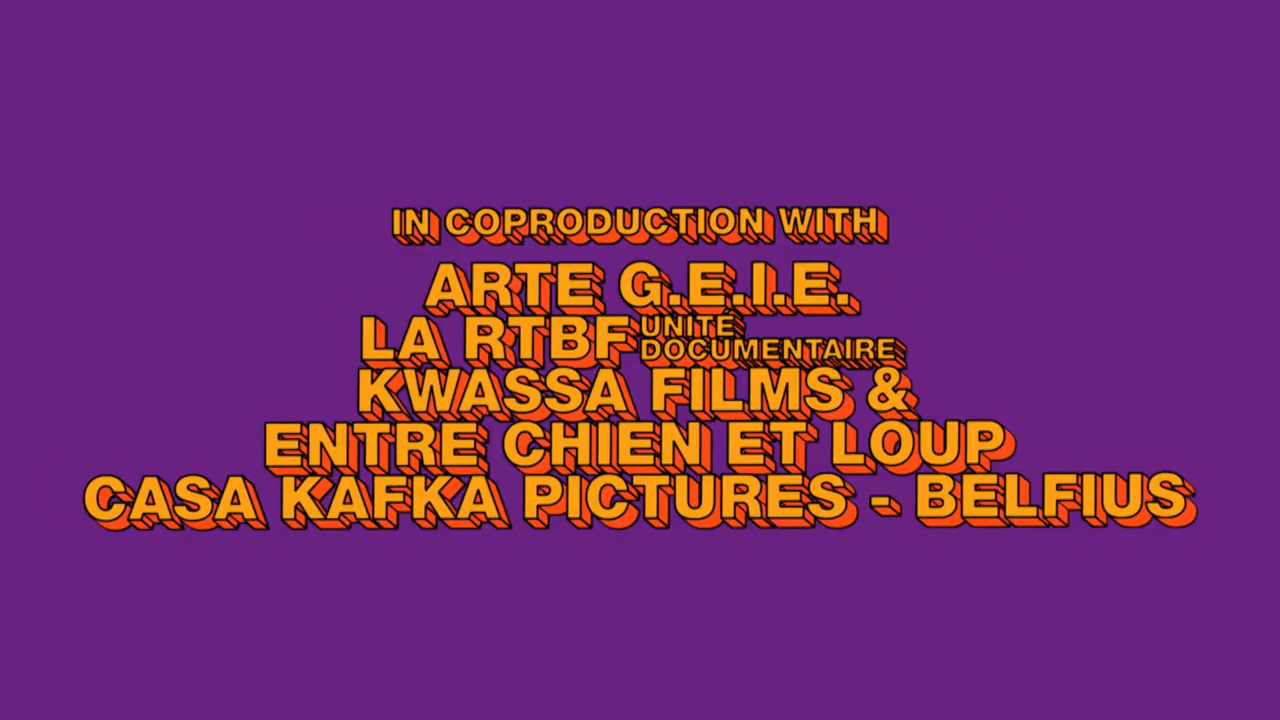 IN COPRODUCTION WITH
ARTE G.E.I.E.
LA RTBF UNITÉ
DOCUMENTAIRE
KWASSA FILMS &
ENTRE CHIEN ET LOUP
CASA KAFKA PICTURES - BELFIUS